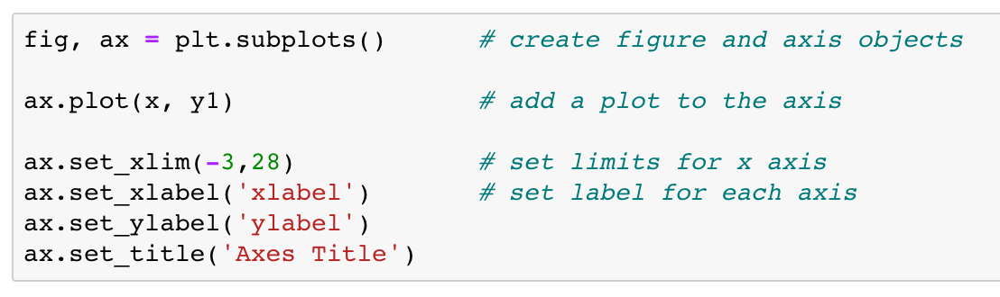 fig, ax = plt.subplots()      # create figure and axis objects
ax.plot(x, y1)                # add a plot to the axis
ax.set_xlim(-3,28)            # set limits for x axis
ax.set_xlabel('xlabel')       # set label for each axis
ax.set_ylabel('ylabel')
ax.set_title('Axes Title')